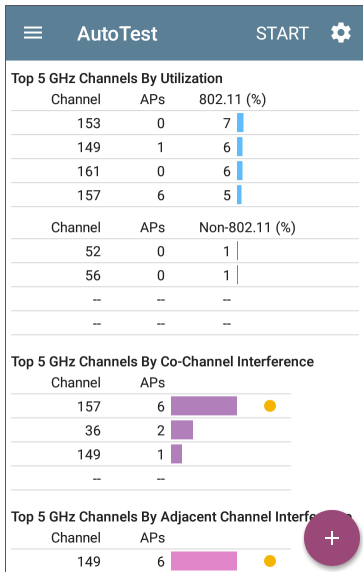 AutoTest START
Top 5 GHz Channels By Utilization
Channel APs 802.11 (%)
153 0 7
149 1 6
161 0 6
157 6 5
Channel APs Non-802.11 (%)
52 0 1
56 0 1
-- -- --
-- -- --
Top 5 GHz Channels By Co-Channel Interference
Channel APs
157 6
36 2
149 1
-- --
Top 5 GHz Channels By Adjacent Channel
Channel APs
149 6